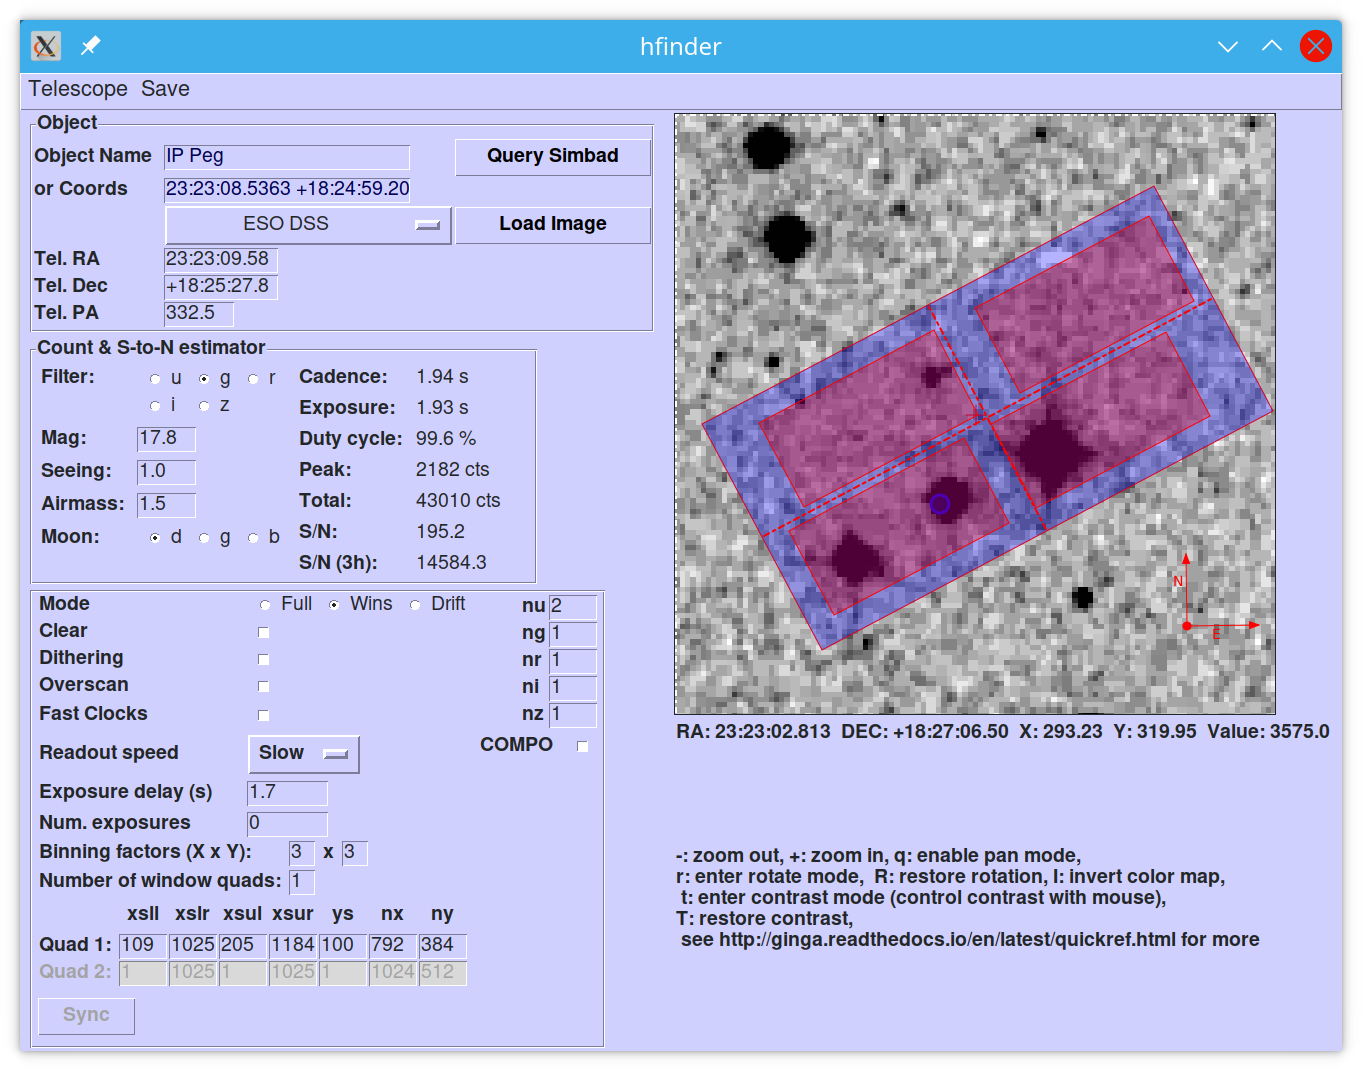 hfinder
Telescope Save
Object
Object Name IP Peg Query Simbad
or Coords 23:23:08.5363 +18:24:59.20
ESO DSS Load Image
Tel. RA 23:23:09.58
Tel. Dec +18:25:27.8
Tel. PA 332.5
Count & S-to-N estimator
Filter: u g r
i z
Mag: 17.8
Seeing: 1.0
Airmass: 1.5
Moon: d g b
Cadence: 1.94 s
Exposure: 1.93 s
Duty cycle: 99.6 %
Peak: 2182 cts
Total: 43010 cts
S/N: 195.2
S/N (3h): 14584.3
Mode Full Wins Drift nu 2
Clear ng 1
Dithering nr 1
Overscan ni 1
Fast Clocks nz 1
Readout speed Slow COMPO
Exposure delay (s) 1.7
Num. exposures 0
Binning factors (X x Y): 3 x 3
Number of window quads: 1
xsll xslr xsul xsur ys nx ny
Quad 1: 109 1025 205 1184 100 792 384
Quad 2: 1 1025 1 1025 1 1024 512
Sync
N
E
RA: 23:23:02.813 DEC: +18:27:06.50 X: 293.23 Y: 319.95 Value: 3575.0
-: zoom out, +: zoom in, q: enable pan mode,
r: enter rotate mode, R: restore rotation, I: invert color map,
t: enter contrast mode (control contrast with mouse),
T: restore contrast,
see http://ginga.readthedocs.io/en/latest/quickref.html for more